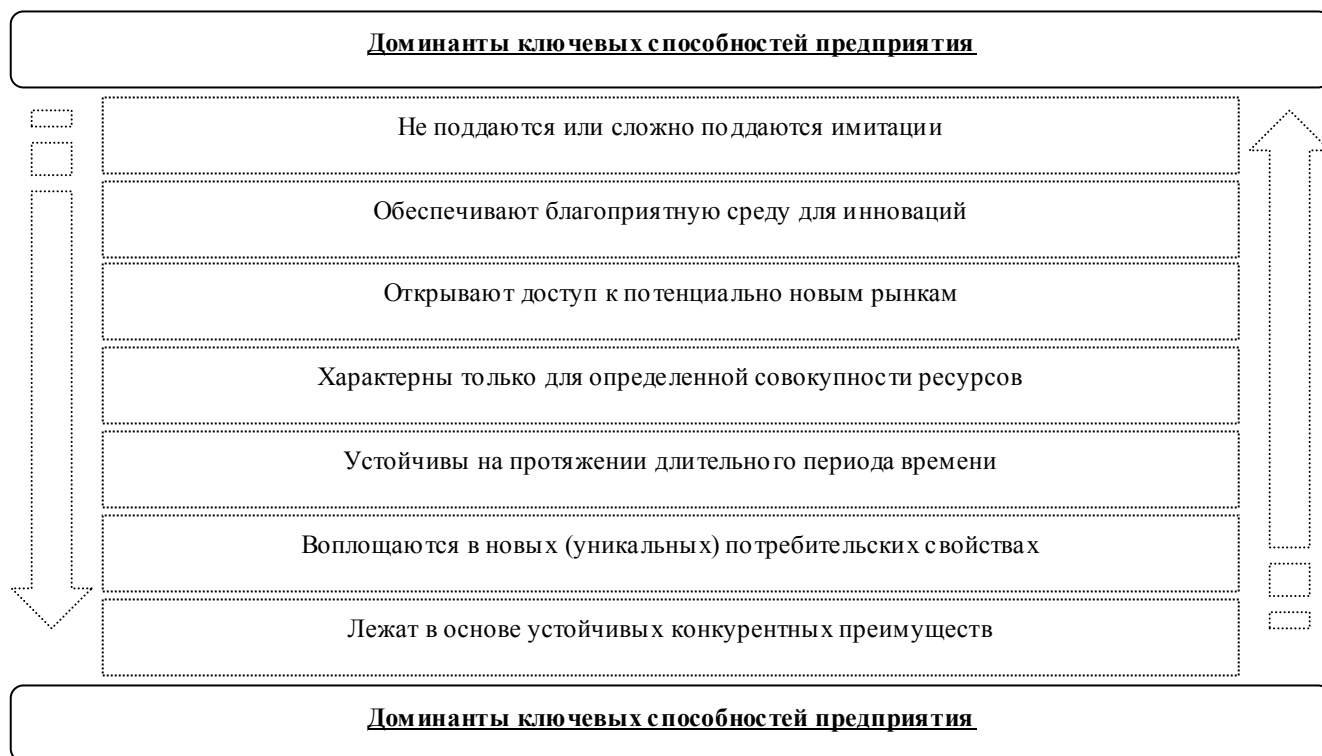 Доминанты ключевых способностей предприятия
Не поддаются или сложно поддаются имитации
Обеспечивают благоприятную среду для инноваций
Открывают доступ к потенциально новым рынкам
Характерны только для определенной совокупности ресурсов
Устойчивы на протяжении длительного периода времени
Воплощаются в новых (уникальных) потребительских свойствах
Лежат в основе устойчивых конкурентных преимуществ
Доминанты ключевых способностей предприятия